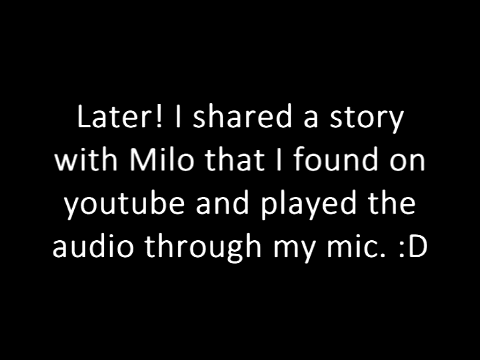 Later! I shared a story
with Milo that I found on
youtube and played the
audio through my mic. :D